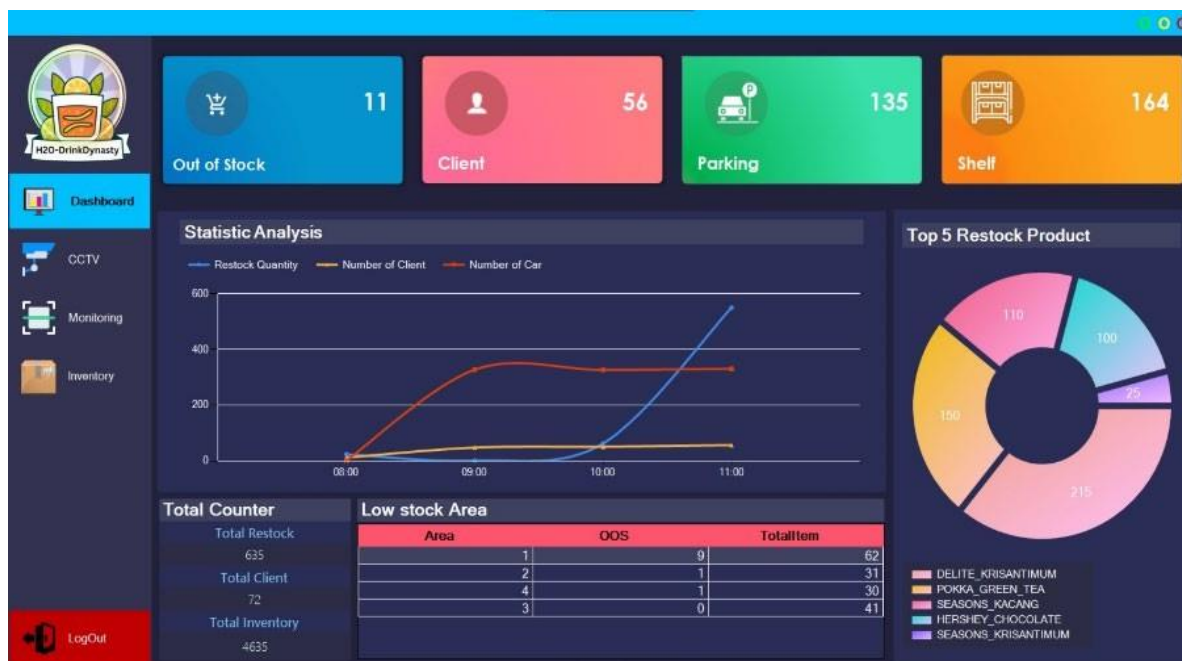 H20-DrinkDynasty
Dashboard
CCTV
Monitoring
Inventory
LogOut
11
Out of Stock
56
Client
P
135
Parking
164
Shelf
Statistic Analysis
Restock Quantity Number of Client Number of Car
600
400
200
0
08:00 09:00 10:00 11:00
Top 5 Restock Product
110
100
25
150
215
DELITE_KRISANTIMUM
POKKA_GREEN_TEA
SEASONS_KACANG
HERSHEY_CHOCOLATE
SEASONS_KRISANTIMUM
Total Counter
Total Restock
635
Total Client
72
Total Inventory
4635
Low stock Area
Area OOS TotalItem
1 9 62
2 1 31
4 1 30
3 0 41